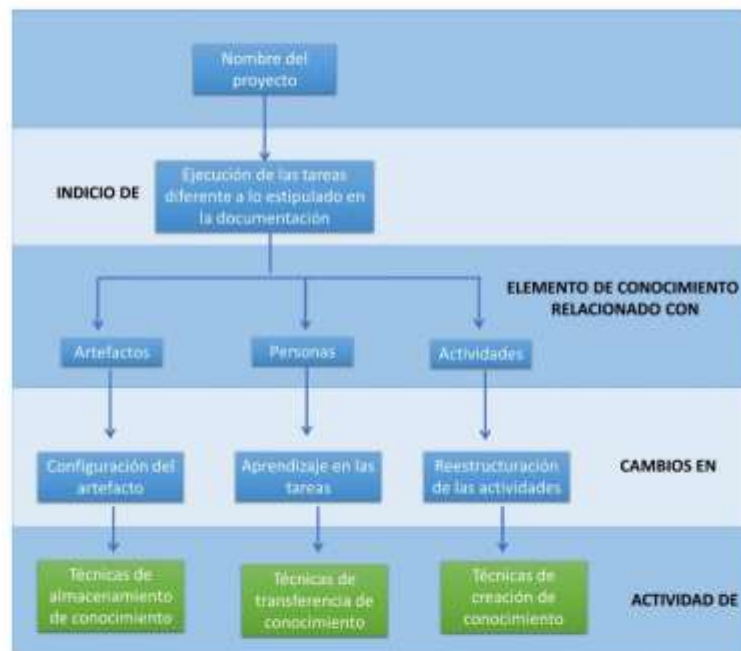 Nombre del
proyecto
INDICIO DE
Ejecución de las tareas
diferente a lo estipulado en
la documentación
ELEMENTO DE CONOCIMIENTO
RELACIONADO CON
Artefactos
Personas
Actividades
Configuración del
artefacto
Aprendizaje en las
tareas
Reestructuración
de las actividades
CAMBIOS EN
Técnicas de
almacenamiento
de conocimiento
Técnicas de
transferencia de
conocimiento
Técnicas de
creación de
conocimiento
ACTIVIDAD DE